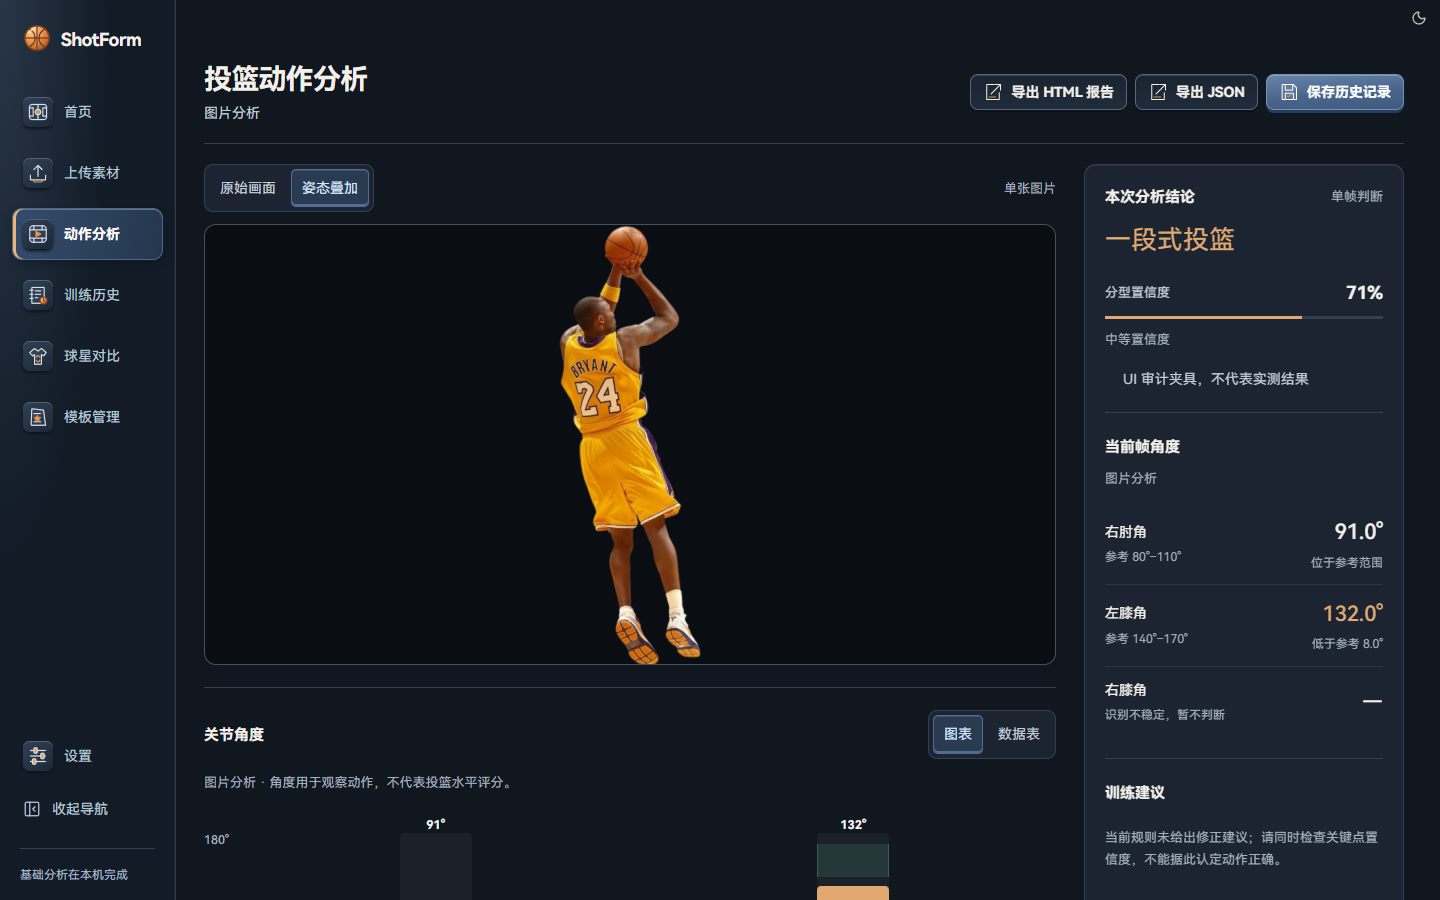 ShotForm
首页
上传素材
动作分析
训练历史
球星对比
模板管理
设置
收起导航
基础分析在本机完成
投篮动作分析
图片分析
导出 HTML 报告
导出 JSON
保存历史记录
原始画面
姿态叠加
单张图片
BRYANT
24
关节角度
图表
数据表
图片分析 · 角度用于观察动作，不代表投篮水平评分。
180°
91°
132°
本次分析结论
单帧判断
一段式投篮
分型置信度
71%
中等置信度
UI 审计夹具，不代表实测结果
当前帧角度
图片分析
右肘角
91.0°
参考 80°–110°
位于参考范围
左膝角
132.0°
参考 140°–170°
低于参考 8.0°
右膝角
—
识别不稳定，暂不判断
训练建议
当前规则未给出修正建议；请同时检查关键点置
信度，不能据此认定动作正确。